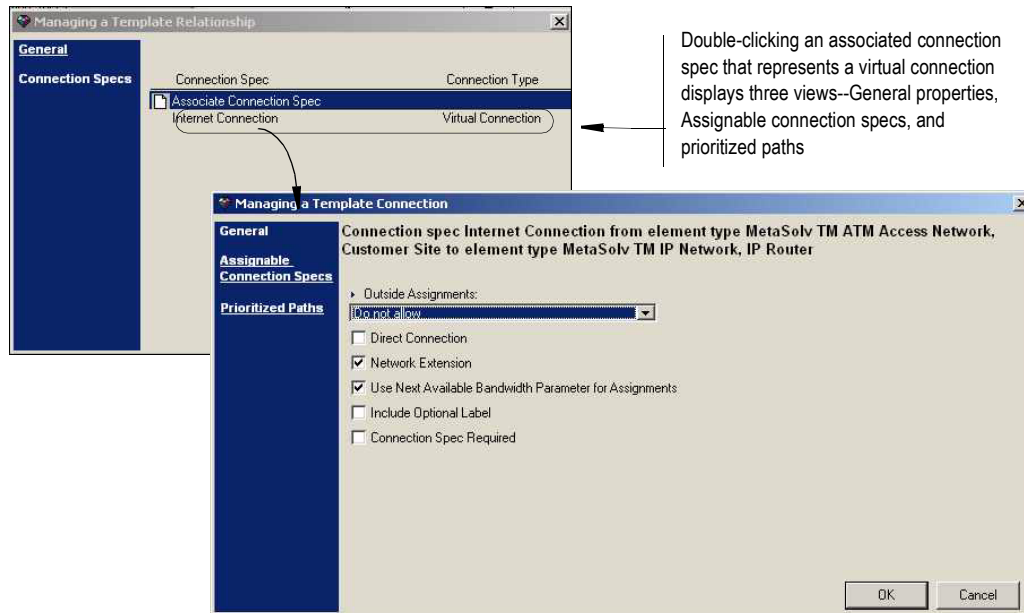 Managing a Template Relationship
General
Connection Specs
Connection Spec Connection Type
Associate Connection Spec
Internet Connection Virtual Connection
Double-clicking an associated connection
spec that represents a virtual connection
displays three views--General properties,
Assignable connection specs, and
prioritized paths
Managing a Template Connection
General
Assignable
Connection Specs
Prioritized Paths
Connection spec Internet Connection from element type MetaSolv TM ATM Access Network,
Customer Site to element type MetaSolv TM IP Network, IP Router
Outside Assignments:
Do not allow
Direct Connection
Network Extension
Use Next Available Bandwidth Parameter for Assignments
Include Optional Label
Connection Spec Required
OK Cancel